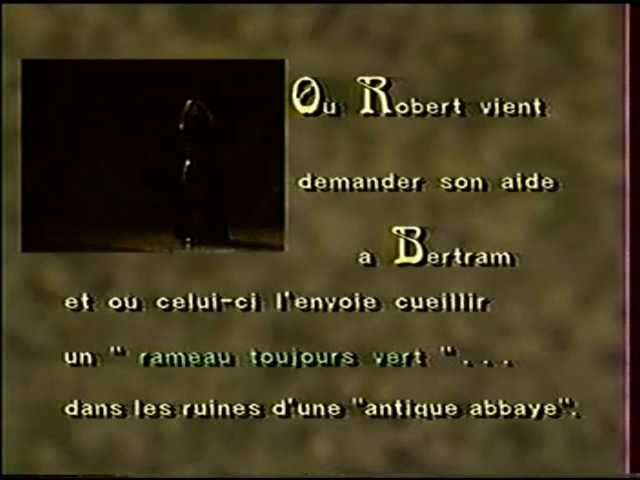 Ou Robert vient
demander son aide
a Bertram
et ou celui-ci l'envoie cueillir
un " rameau toujours vert "...
dans les ruines d'une "antique abbaye".